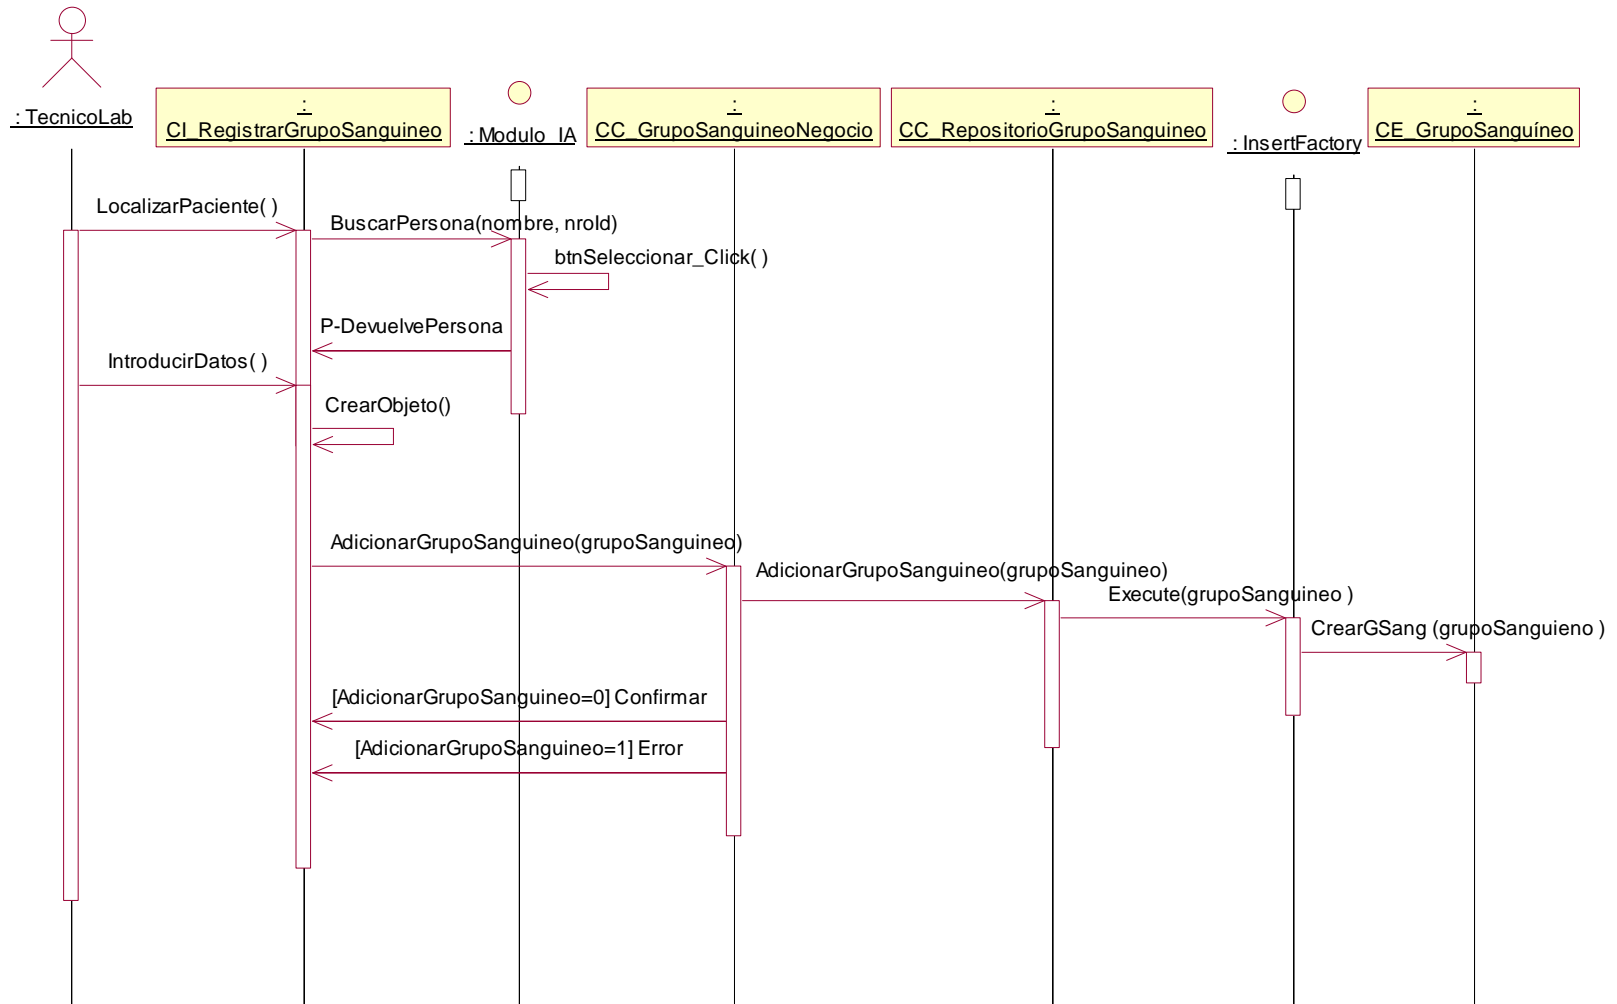 : TecnicoLab
:
CI_RegistrarGrupoSanguineo
: Modulo_IA
:
CC_GrupoSanguineoNegocio
:
CC_RepositorioGrupoSanguineo
: InsertFactory
:
CE_GrupoSanguíneo
LocalizarPaciente( )
BuscarPersona(nombre, nroId)
btnSeleccionar_Click( )
P-DevuelvePersona
IntroducirDatos( )
CrearObjeto()
AdicionarGrupoSanguineo(grupoSanguineo)
AdicionarGrupoSanguineo(grupoSanguineo)
Execute(grupoSanguineo )
CrearGSang (grupoSanguieno )
[AdicionarGrupoSanguineo=0] Confirmar
[AdicionarGrupoSanguineo=1] Error